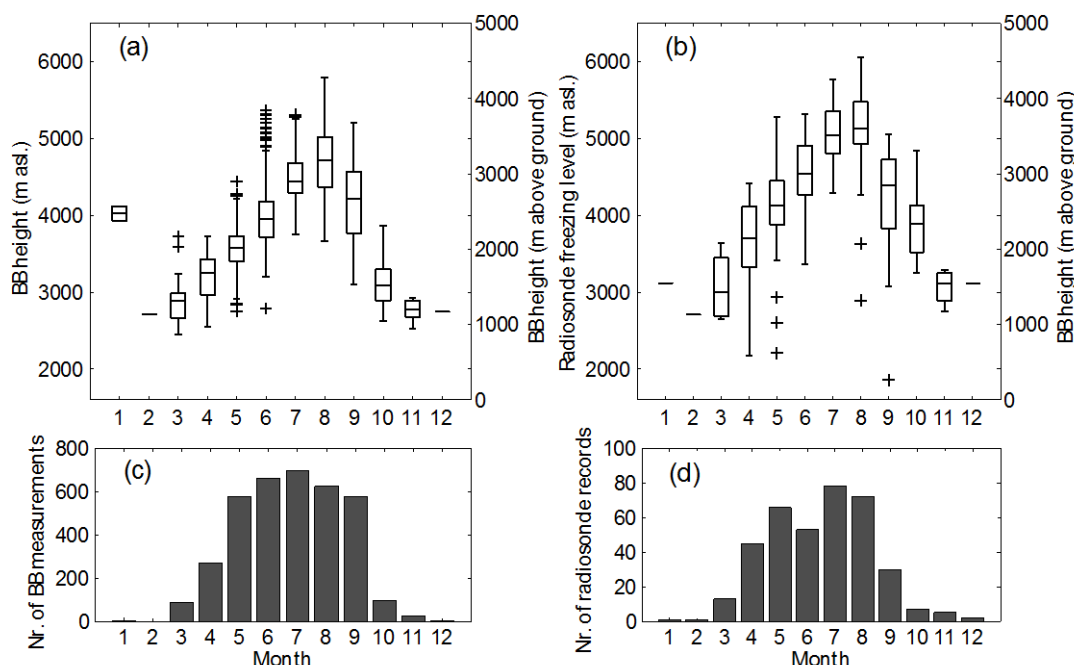 (a)
BB height (m asl.)
6000
5000
4000
3000
2000
5000
4000
3000
2000
1000
0
BB height (m above ground)
1 2 3 4 5 6 7 8 9 10 11 12
(b)
Radiosonde freezing level (m asl.)
6000
5000
4000
3000
2000
5000
4000
3000
2000
1000
0
BB height (m above ground)
1 2 3 4 5 6 7 8 9 10 11 12
(c)
Nr. of BB measurements
800
600
400
200
0
1 2 3 4 5 6 7 8 9 10 11 12
Month
(d)
Nr. of radiosonde records
100
80
60
40
20
0
1 2 3 4 5 6 7 8 9 10 11 12
Month